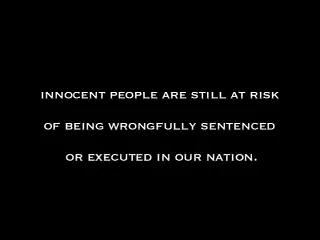 INNOCENT PEOPLE ARE STILL AT RISK
OF BEING WRONGFULLY SENTENCED
OR EXECUTED IN OUR NATION.